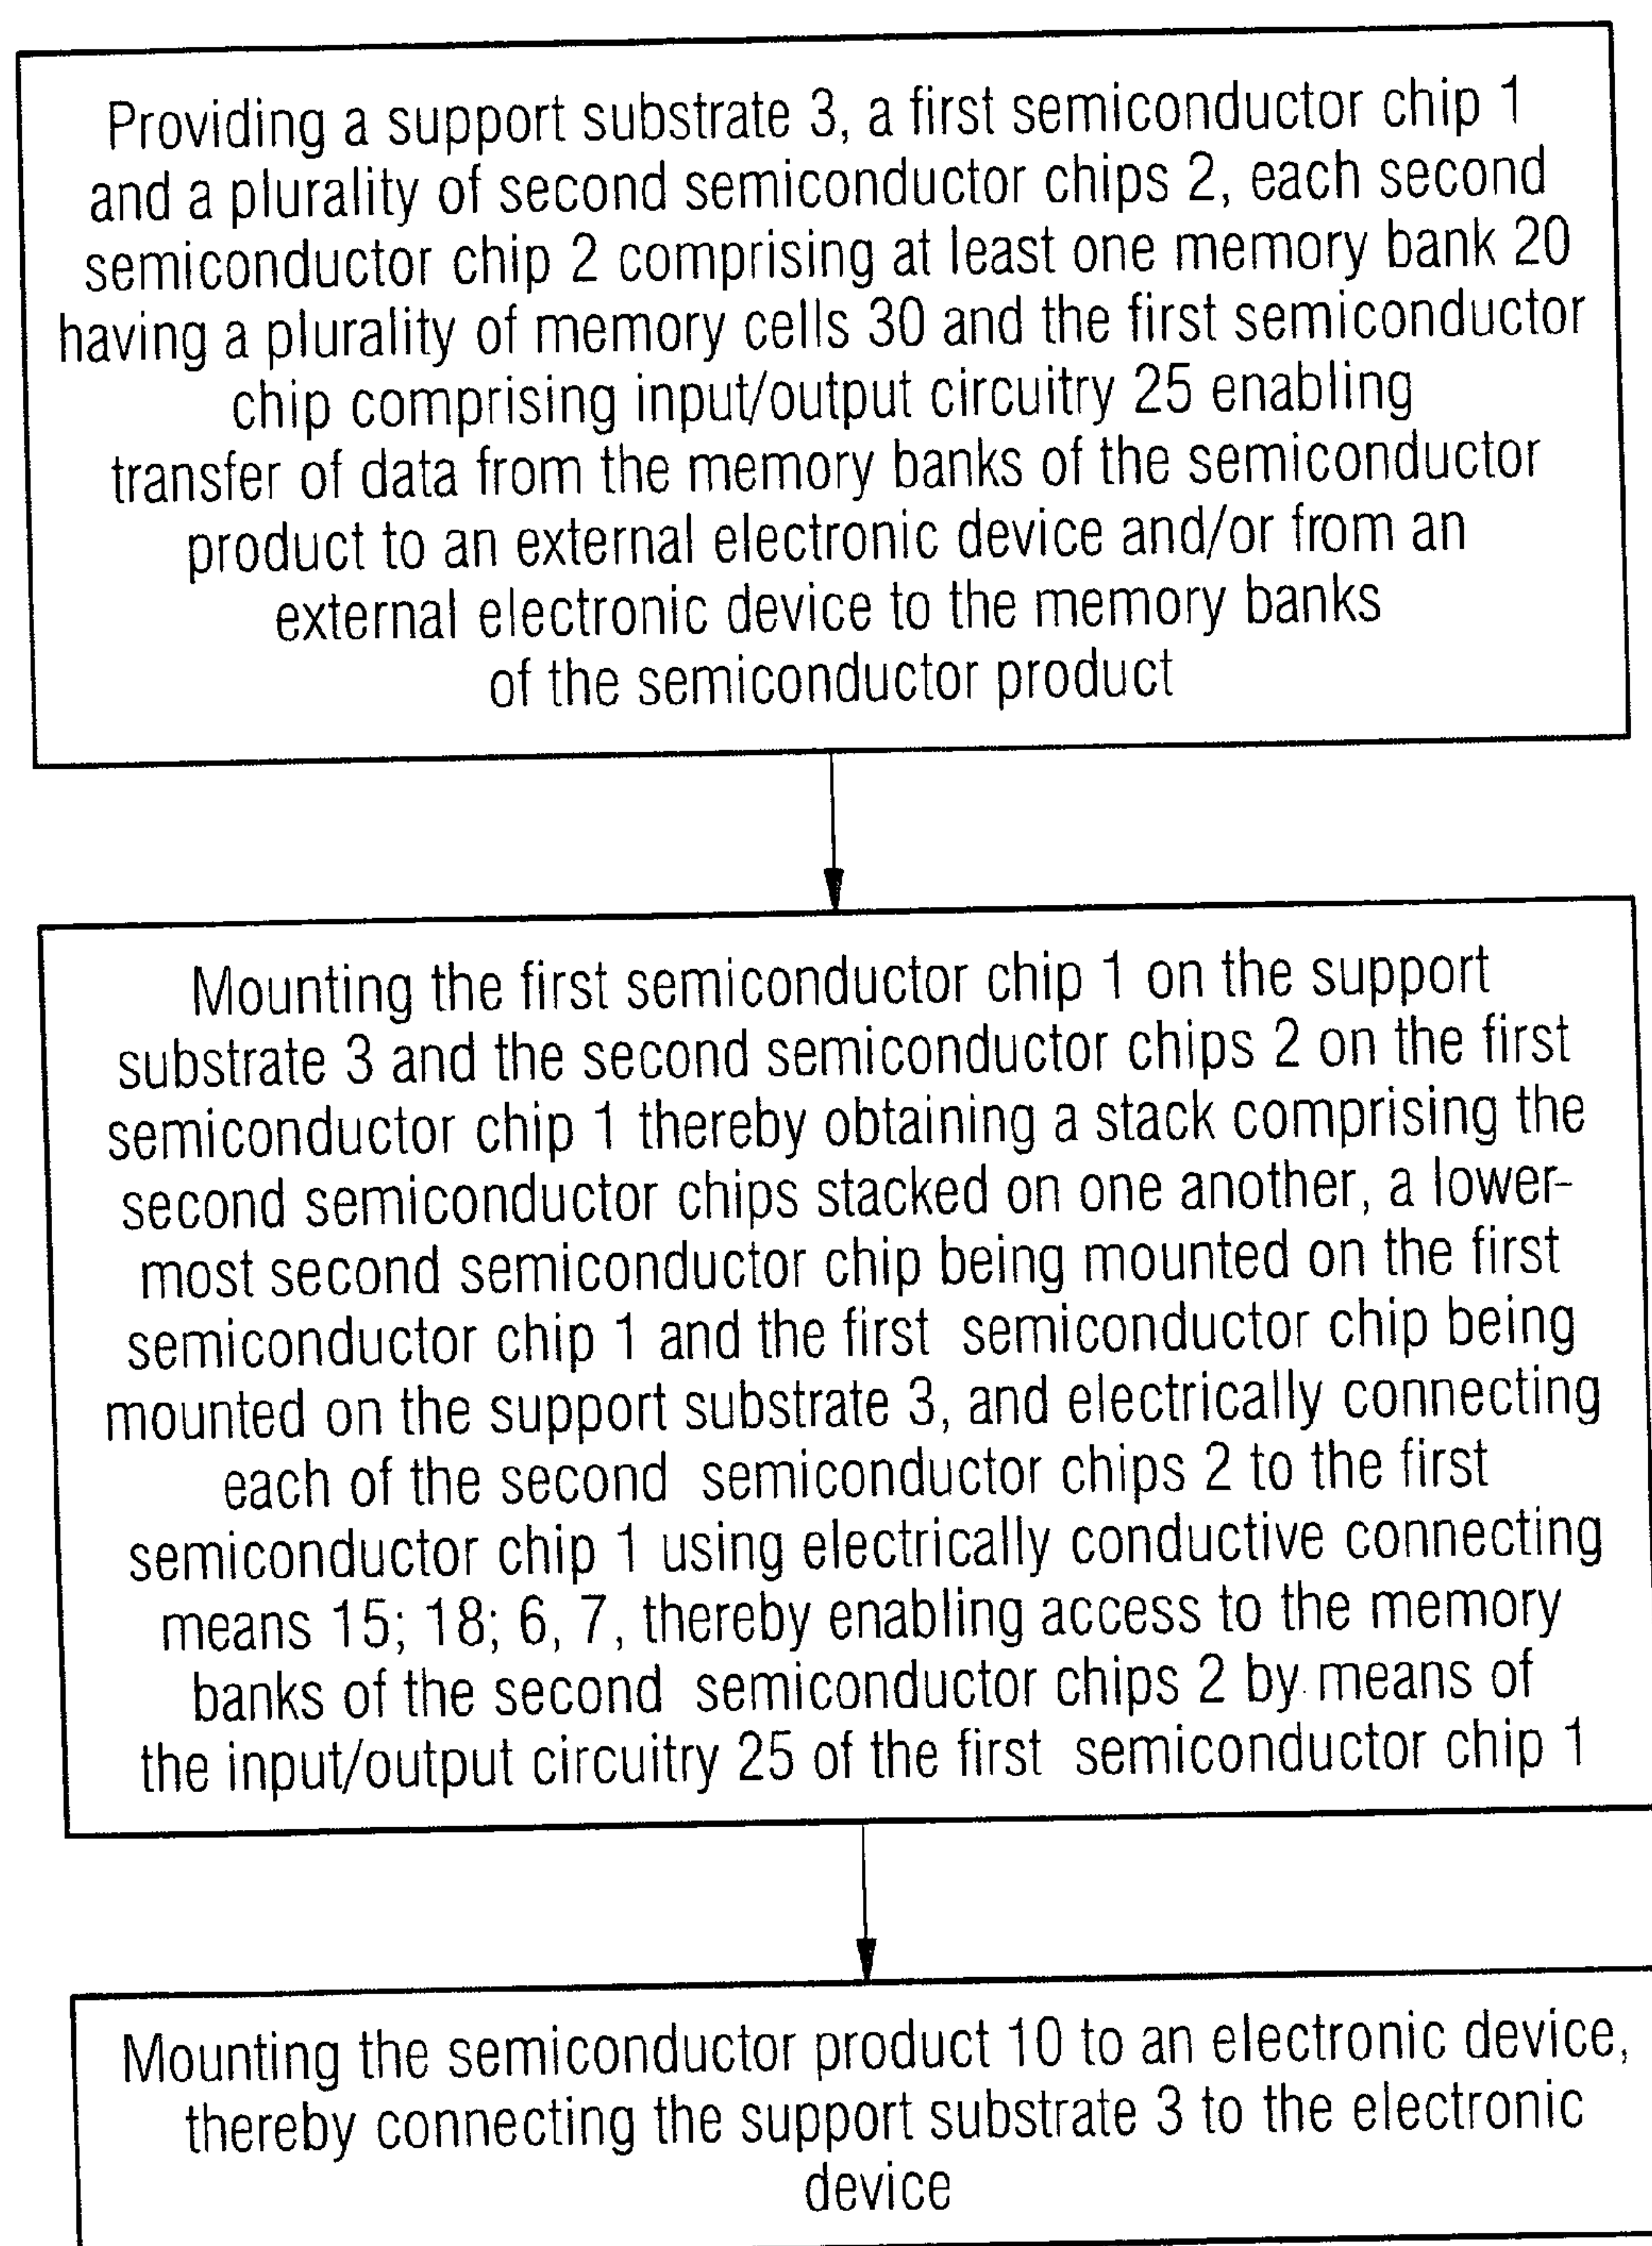 Providing a support substrate 3, a first semiconductor chip 1
and a plurality of second semiconductor chips 2, each second
semiconductor chip 2 comprising at least one memory bank 20
having a plurality of memory cells 30 and the first semiconductor
chip comprising input/output circuitry 25 enabling
transfer of data from the memory banks of the semiconductor
product to an external electronic device and/or from an
external electronic device to the memory banks
of the semiconductor product
Mounting the first semiconductor chip 1 on the support
substrate 3 and the second semiconductor chips 2 on the first
semiconductor chip 1 thereby obtaining a stack comprising the
second semiconductor chips stacked on one another, a lower-
most second semiconductor chip being mounted on the first
semiconductor chip 1 and the first semiconductor chip being
mounted on the support substrate 3, and electrically connecting
each of the second semiconductor chips 2 to the first
semiconductor chip 1 using electrically conductive connecting
means 15; 18; 6, 7, thereby enabling access to the memory
banks of the second semiconductor chips 2 by means of
the input/output circuitry 25 of the first semiconductor chip 1
Mounting the semiconductor product 10 to an electronic device,
thereby connecting the support substrate 3 to the electronic
device